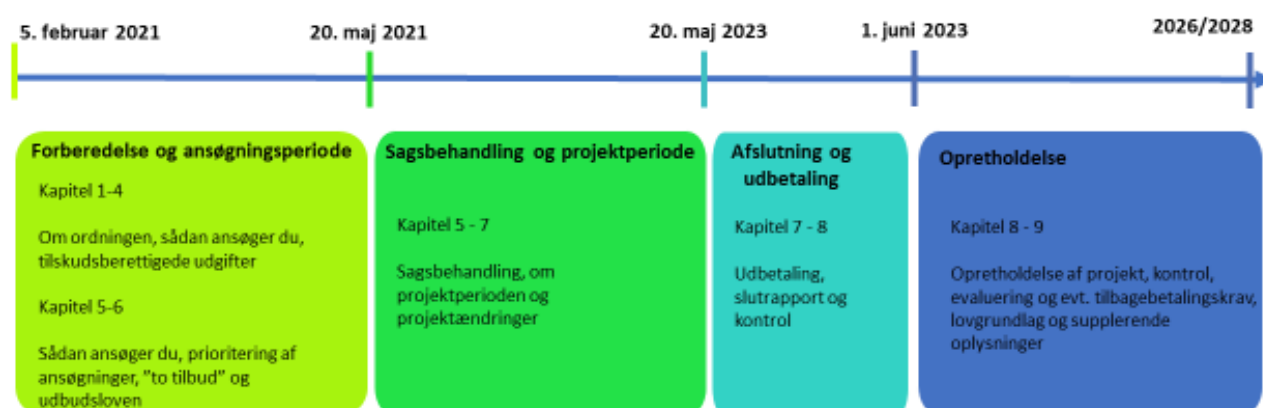 5. februar 2021
20. maj 2021
20. maj 2023
1. juni 2023
2026/2028
Forberedelse og ansøgningsperiode
Kapitel 1-4
Om ordningen, sådan ansøger du,
tilskudsberettigede udgifter
Kapitel 5-6
Sådan ansøger du, prioritering af
ansøgninger, ”to tilbud” og
udbudsloven
Sagsbehandling og projektperiode
Kapitel 5 - 7
Sagsbehandling, om
projektperioden og
projektændringer
Afslutning og
udbetaling
Kapitel 7 - 8
Udbetaling,
slutrapport og
kontrol
Opretholdelse
Kapitel 8 - 9
Opretholdelse af projekt, kontrol,
evaluering og evt. tilbagebetalingskrav,
lovgrundlag og supplerende
oplysninger